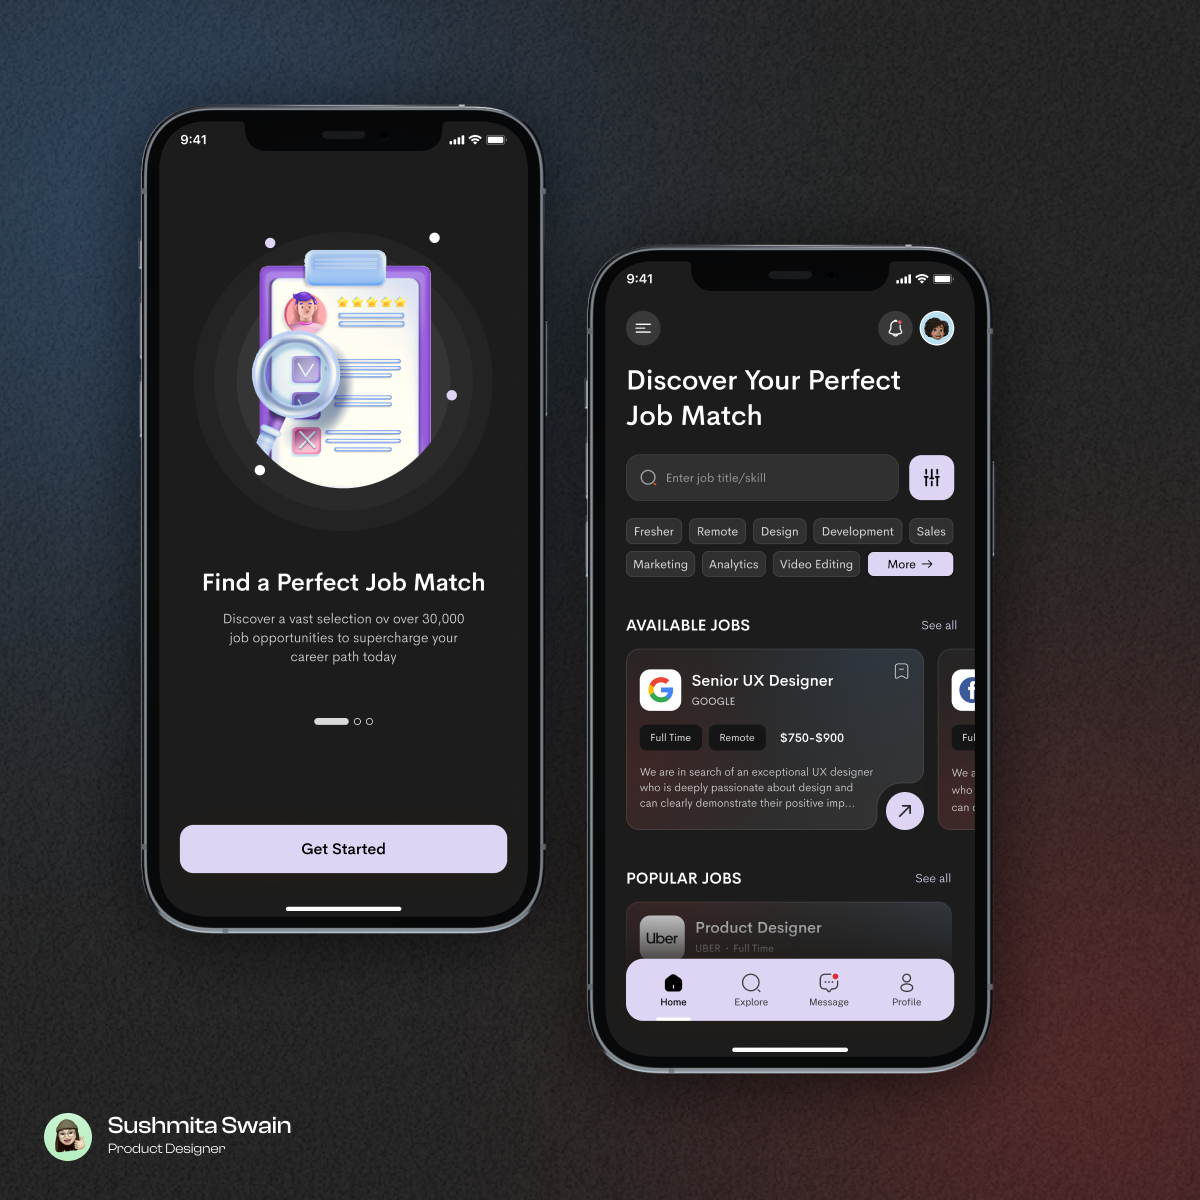 9:41
Find a Perfect Job Match
Discover a vast selection ov over 30,000
job opportunities to supercharge your
career path today
Get Started
9:41
Discover Your Perfect
Job Match
Enter job title/skill
Fresher Remote Design Development Sales
Marketing Analytics Video Editing More →
AVAILABLE JOBS See all
Senior UX Designer
GOOGLE
Full Time Remote $750-$900
We are in search of an exceptional UX designer
who is deeply passionate about design and
can clearly demonstrate their positive imp...
Ful
We a
who
can c
POPULAR JOBS See all
Uber
Product Designer
UBER • Full Time
Home Explore Message Profile
Sushmita Swain
Product Designer